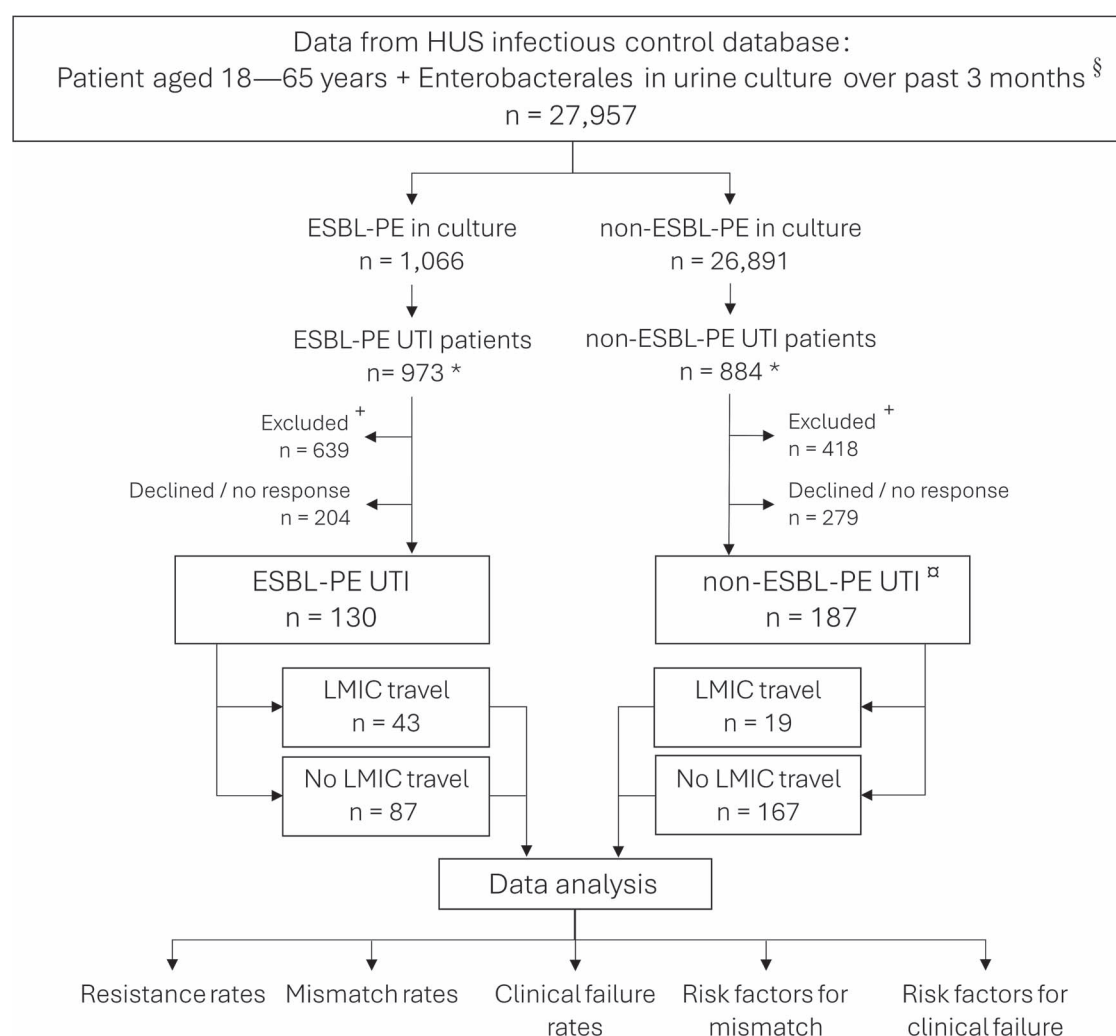 Data from HUS infectious control database:
Patient aged 18—65 years + Enterobacterales in urine culture over past 3 months §
n = 27,957
ESBL-PE in culture
n = 1,066
non-ESBL-PE in culture
n = 26,891
ESBL-PE UTI patients
n= 973 *
non-ESBL-PE UTI patients
n = 884 *
Excluded +
n = 639
Excluded +
n = 418
Declined / no response
n = 204
Declined / no response
n = 279
ESBL-PE UTI
n = 130
non-ESBL-PE UTI ¤
n = 187
LMIC travel
n = 43
LMIC travel
n = 19
No LMIC travel
n = 87
No LMIC travel
n = 167
Data analysis
Resistance rates
Mismatch rates
Clinical failure
rates
Risk factors for
mismatch
Risk factors for
clinical failure